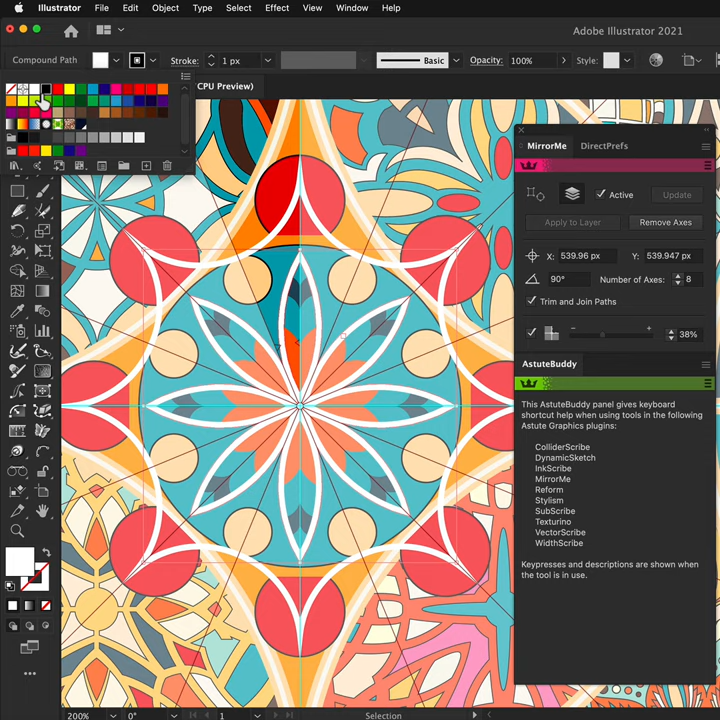 Illustrator File Edit Object Type Select Effect View Window Help
Adobe Illustrator 2021
Compound Path Stroke: 1 px Basic Opacity: 100% Style:
CPU Preview)
MirrorMe DirectPrefs
Active Update
Apply to Layer Remove Axes
X: 539.96 px Y: 539.947 px
90° Number of Axes: 8
Trim and Join Paths
38%
AstuteBuddy
This AstuteBuddy panel gives keyboard
shortcut help when using tools in the following
Astute Graphics plugins:
ColliderScribe
DynamicSketch
InkScribe
MirrorMe
Reform
Stylism
SubScribe
Texturino
VectorScribe
WidthScribe
Keypresses and descriptions are shown when
the tool is in use.
200% 0° 1 Selection